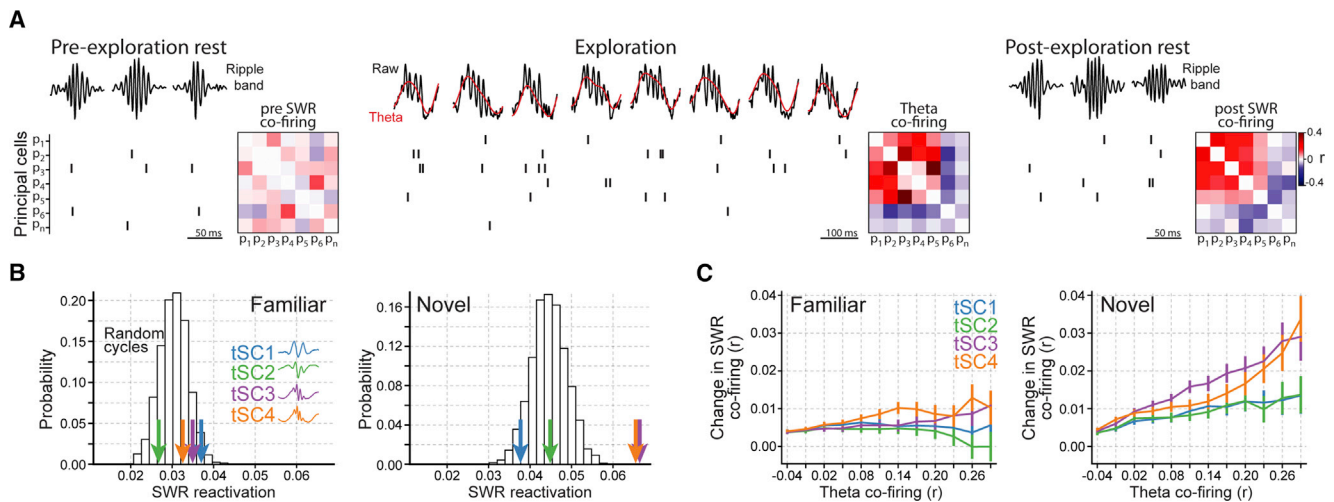 A
Pre-exploration rest
Exploration
Post-exploration rest
Ripple
band
Raw
Theta
Ripple
band
pre SWR
co-firing
Theta
co-firing
post SWR
co-firing
Principal cells
p1
p2
p3
p4
p5
p6
pn
50 ms
p1 p2 p3 p4 p5 p6 pn
100 ms
p1 p2 p3 p4 p5 p6 pn
50 ms
p1 p2 p3 p4 p5 p6 pn
0.4
0 r
-0.4
B
Familiar
Random
cycles
tSC1
tSC2
tSC3
tSC4
Probability
0.20
0.15
0.10
0.05
0.00
0.02 0.03 0.04 0.05 0.06
SWR reactivation
Novel
Probability
0.16
0.12
0.08
0.04
0.00
0.02 0.03 0.04 0.05 0.06
SWR reactivation
C
Familiar
tSC1
tSC2
tSC3
tSC4
Change in SWR
co-firing (r)
0.04
0.03
0.02
0.01
0.00
-0.04 0.02 0.08 0.14 0.20 0.26
Theta co-firing (r)
Novel
Change in SWR
co-firing (r)
0.04
0.03
0.02
0.01
0.00
-0.04 0.02 0.08 0.14 0.20 0.26
Theta co-firing (r)